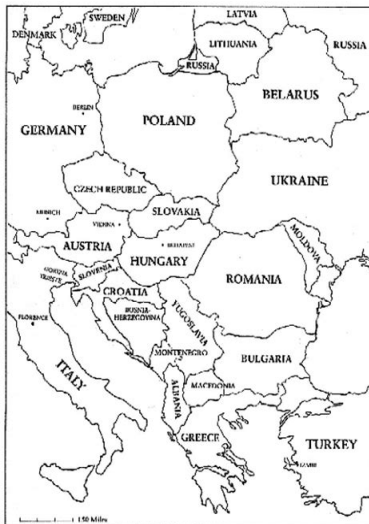 SWEDEN
LATVIA
DENMARK
LITHUANIA
RUSSIA
RUSSIA
BERLIN
BELARUS
POLAND
GERMANY
CZECH REPUBLIC
UKRAINE
SLOVAKIA
MUNICH
VIENNA
AUSTRIA
BUDAPEST
MOLDOVA
HUNGARY
SLOVENIA
ROMANIA
TRIESTE
CROATIA
BOSNIA-
HERZEGOVINA
FLORENCE
YUGOSLAVIA
MONTENEGRO
BULGARIA
ITALY
ALBANIA
MACEDONIA
GREECE
TURKEY
150 Miles